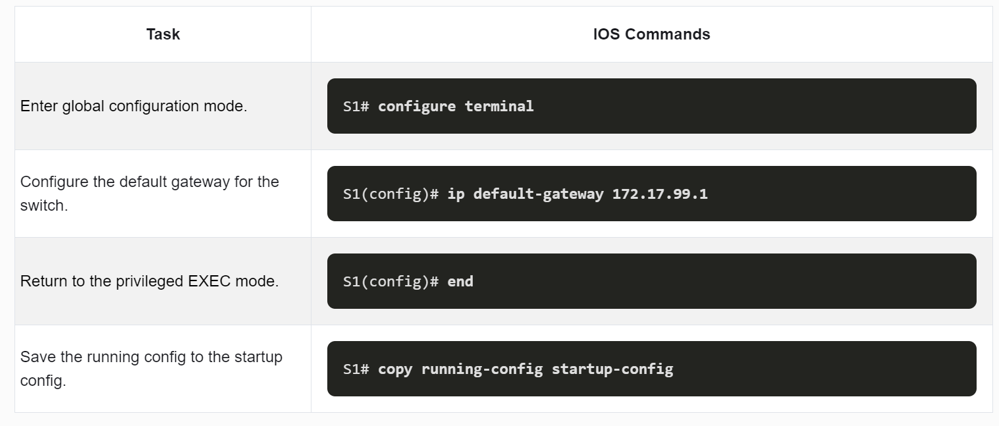 Task
IOS Commands
Enter global configuration mode.
S1# configure terminal
Configure the default gateway for the
switch.
S1(config)# ip default-gateway 172.17.99.1
Return to the privileged EXEC mode.
S1(config)# end
Save the running config to the startup
config.
S1# copy running-config startup-config